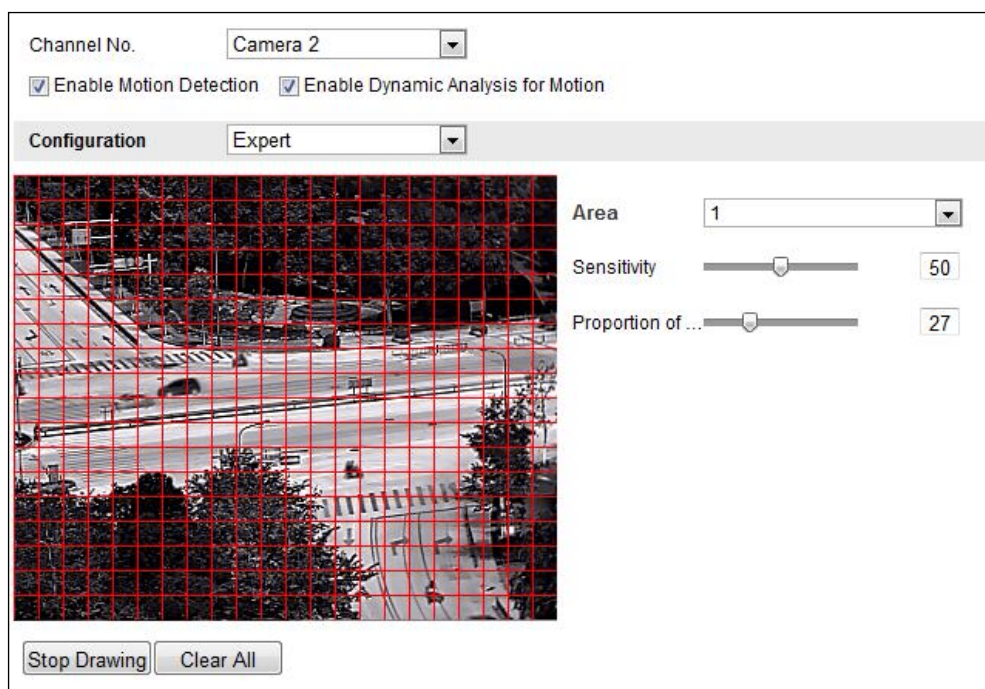 Channel No. Camera 2
Enable Motion Detection Enable Dynamic Analysis for Motion
Configuration Expert
Area 1
Sensitivity 50
Proportion of ... 27
Stop Drawing Clear All